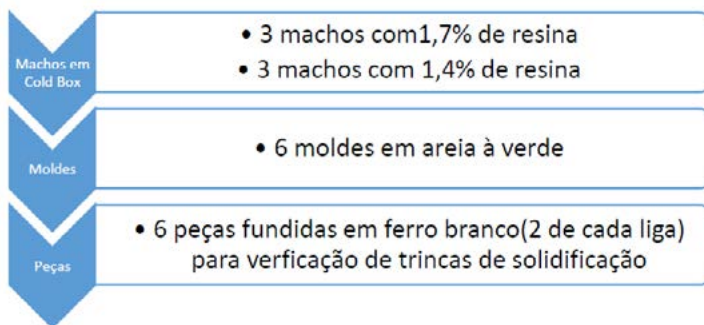 Machos em
Cold Box
• 3 machos com1,7% de resina
• 3 machos com 1,4% de resina
Moldes
• 6 moldes em areia à verde
Peças
• 6 peças fundidas em ferro branco(2 de cada liga)
para verficação de trincas de solidificação